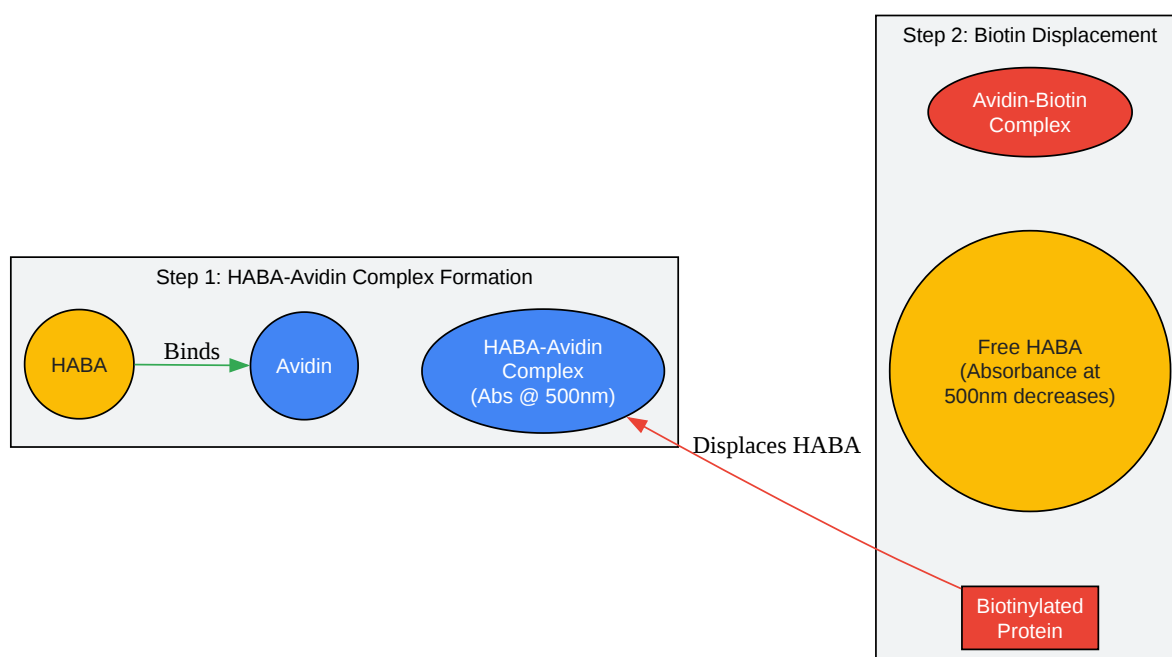 Step 1: HABA-Avidin Complex Formation
HABA
Binds
Avidin
HABA-Avidin
Complex
(Abs @ 500nm)
Displaces HABA
Step 2: Biotin Displacement
Avidin-Biotin
Complex
Free HABA
(Absorbance at
500nm decreases)
Biotinylated
Protein